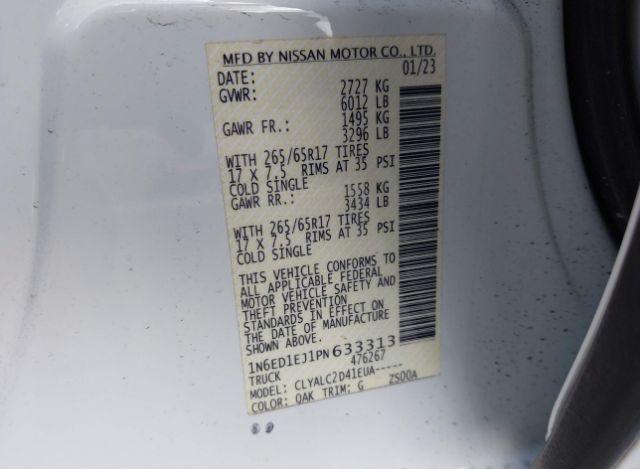 MFD BY NISSAN MOTOR CO., LTD.
DATE: 01/23
GVWR: 2727 KG
6012 LB
GAWR FR.: 1495 KG
3296 LB
WITH 265/65R17 TIRES
17 X 7.5 RIMS AT 35 PSI
COLD SINGLE
GAWR RR.: 1558 KG
3434 LB
WITH 265/65R17 TIRES
17 X 7.5 RIMS AT 35 PSI
COLD SINGLE
THIS VEHICLE CONFORMS TO
ALL APPLICABLE FEDERAL
MOTOR VEHICLE SAFETY AND
THEFT PREVENTION
STANDARDS IN EFFECT ON
THE DATE OF MANUFACTURE
SHOWN ABOVE.
1N6ED1EJ1PN633313
TRUCK 476267
MODEL: CLYALC2D41EUA-----
COLOR: QAK TRIM: G ZS00A